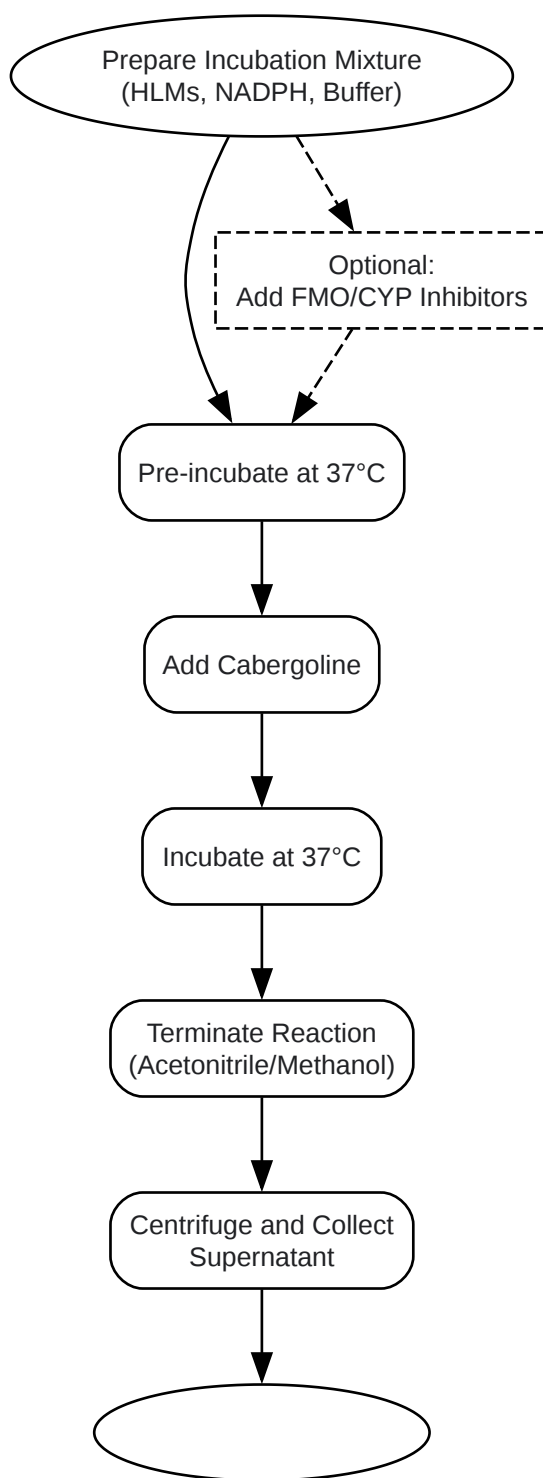 Prepare Incubation Mixture
(HLMs, NADPH, Buffer)
Optional:
Add FMO/CYP Inhibitors
Pre-incubate at 37°C
Add Cabergoline
Incubate at 37°C
Terminate Reaction
(Acetonitrile/Methanol)
Centrifuge and Collect
Supernatant